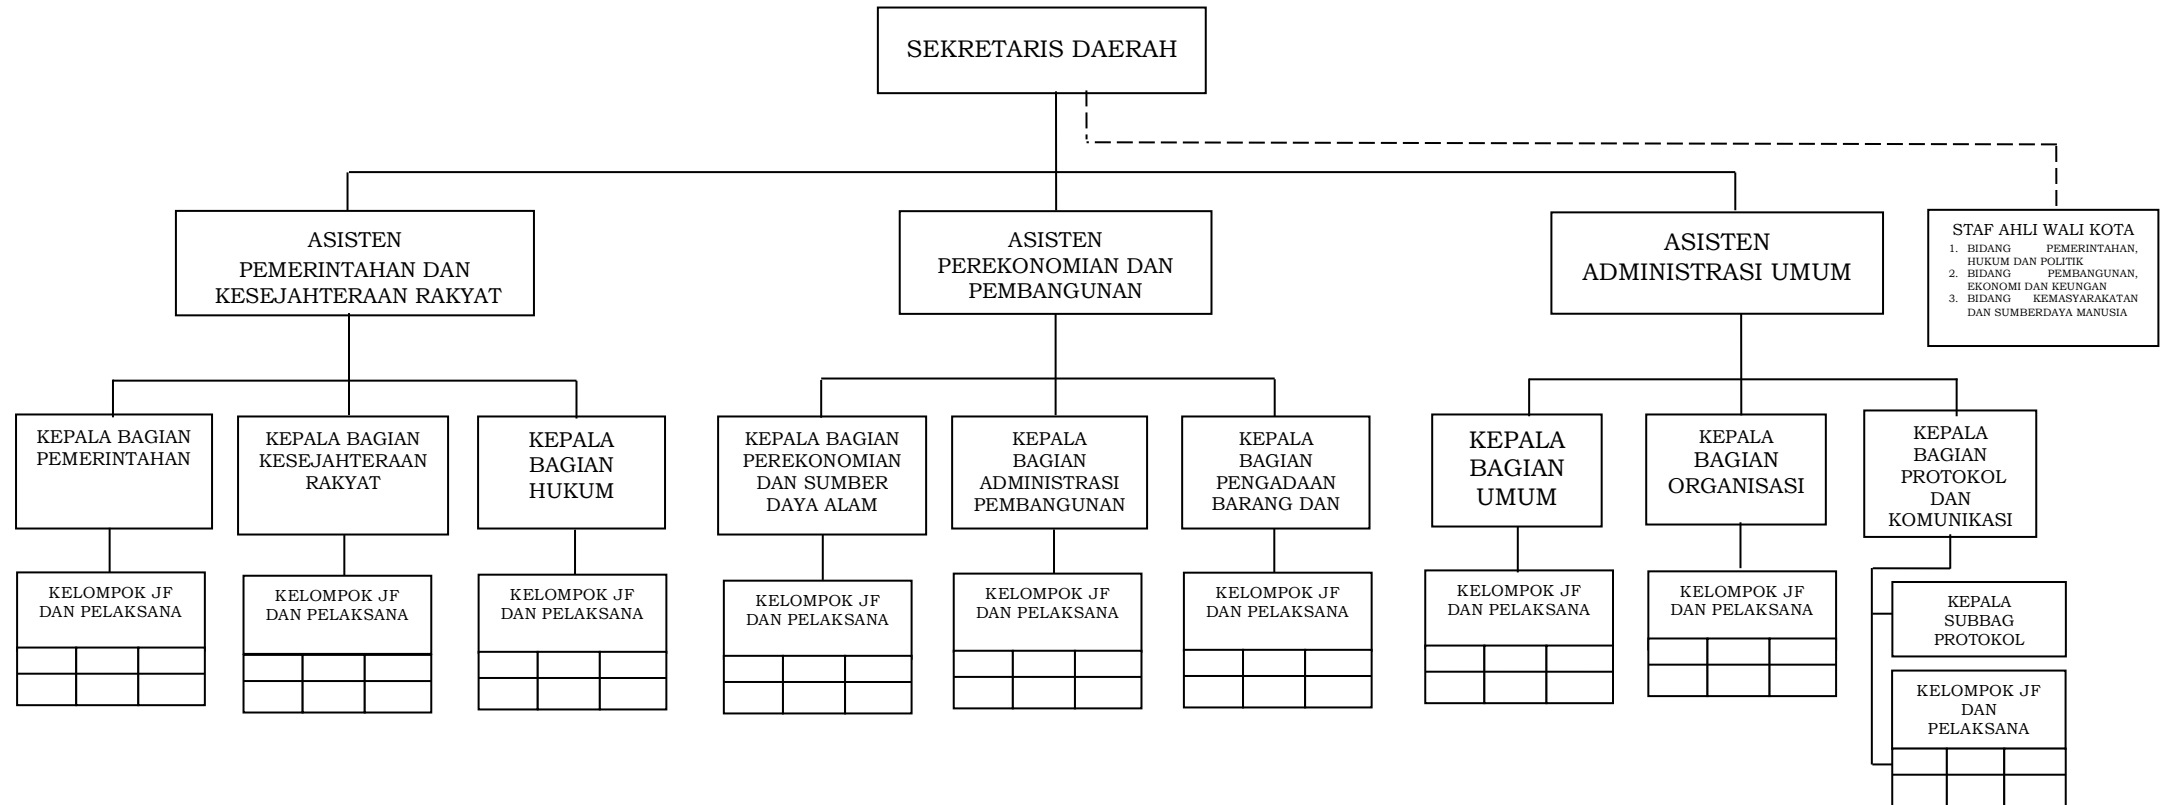 SEKRETARIS DAERAH
ASISTEN
PEMERINTAHAN DAN
KESEJAHTERAAN RAKYAT
ASISTEN
PEREKONOMIAN DAN
PEMBANGUNAN
ASISTEN
ADMINISTRASI UMUM
STAF AHLI WALI KOTA
1. BIDANG PEMERINTAHAN,
HUKUM DAN POLITIK
2. BIDANG PEMBANGUNAN,
EKONOMI DAN KEUNGAN
3. BIDANG KEMASYARAKATAN
DAN SUMBERDAYA MANUSIA
KEPALA BAGIAN
PEMERINTAHAN
KEPALA BAGIAN
KESEJAHTERAAN
RAKYAT
KEPALA
BAGIAN
HUKUM
KEPALA BAGIAN
PEREKONOMIAN
DAN SUMBER
DAYA ALAM
KEPALA
BAGIAN
ADMINISTRASI
PEMBANGUNAN
KEPALA
BAGIAN
PENGADAAN
BARANG DAN
KEPALA
BAGIAN
UMUM
KEPALA
BAGIAN
ORGANISASI
KEPALA
BAGIAN
PROTOKOL
DAN
KOMUNIKASI
KELOMPOK JF
DAN PELAKSANA
KELOMPOK JF
DAN PELAKSANA
KELOMPOK JF
DAN PELAKSANA
KELOMPOK JF
DAN PELAKSANA
KELOMPOK JF
DAN PELAKSANA
KELOMPOK JF
DAN PELAKSANA
KELOMPOK JF
DAN PELAKSANA
KELOMPOK JF
DAN PELAKSANA
KEPALA
SUBBAG
PROTOKOL
KELOMPOK JF
DAN
PELAKSANA